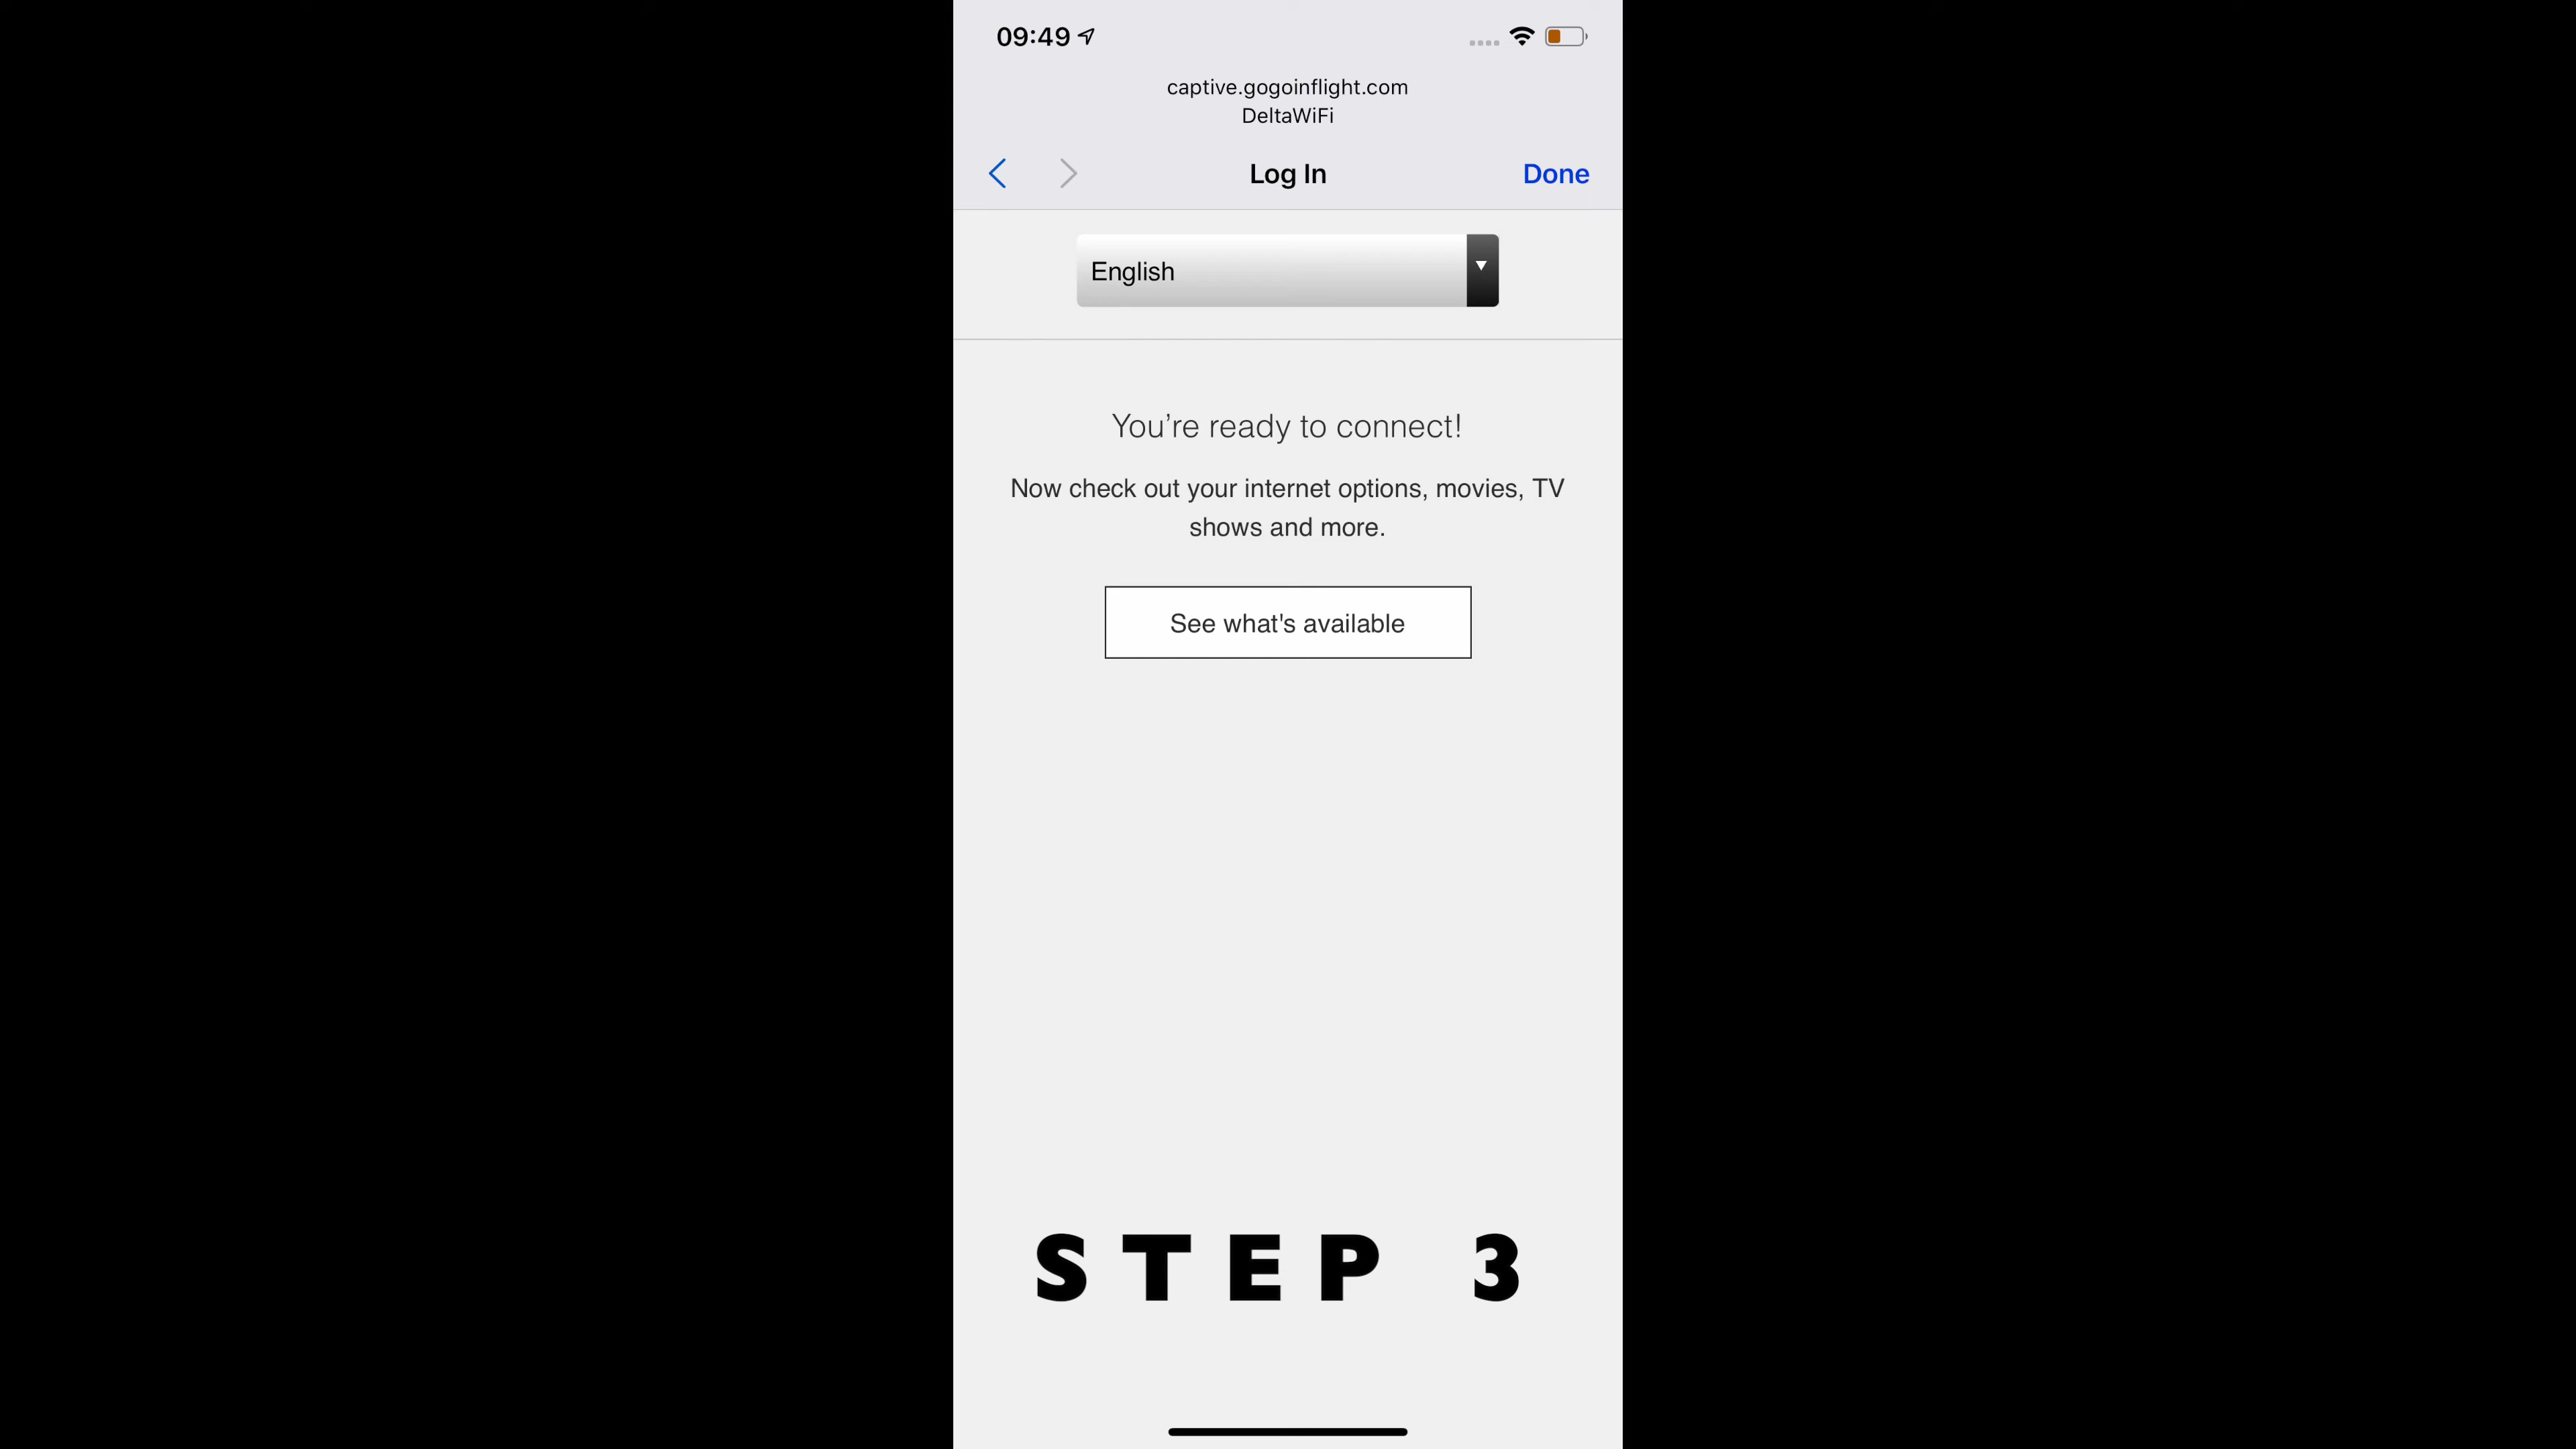 09:49
captive.gogoinflight.com
DeltaWiFi
Log In
Done
English
You’re ready to connect!
Now check out your internet options, movies, TV
shows and more.
See what's available
STEP 3